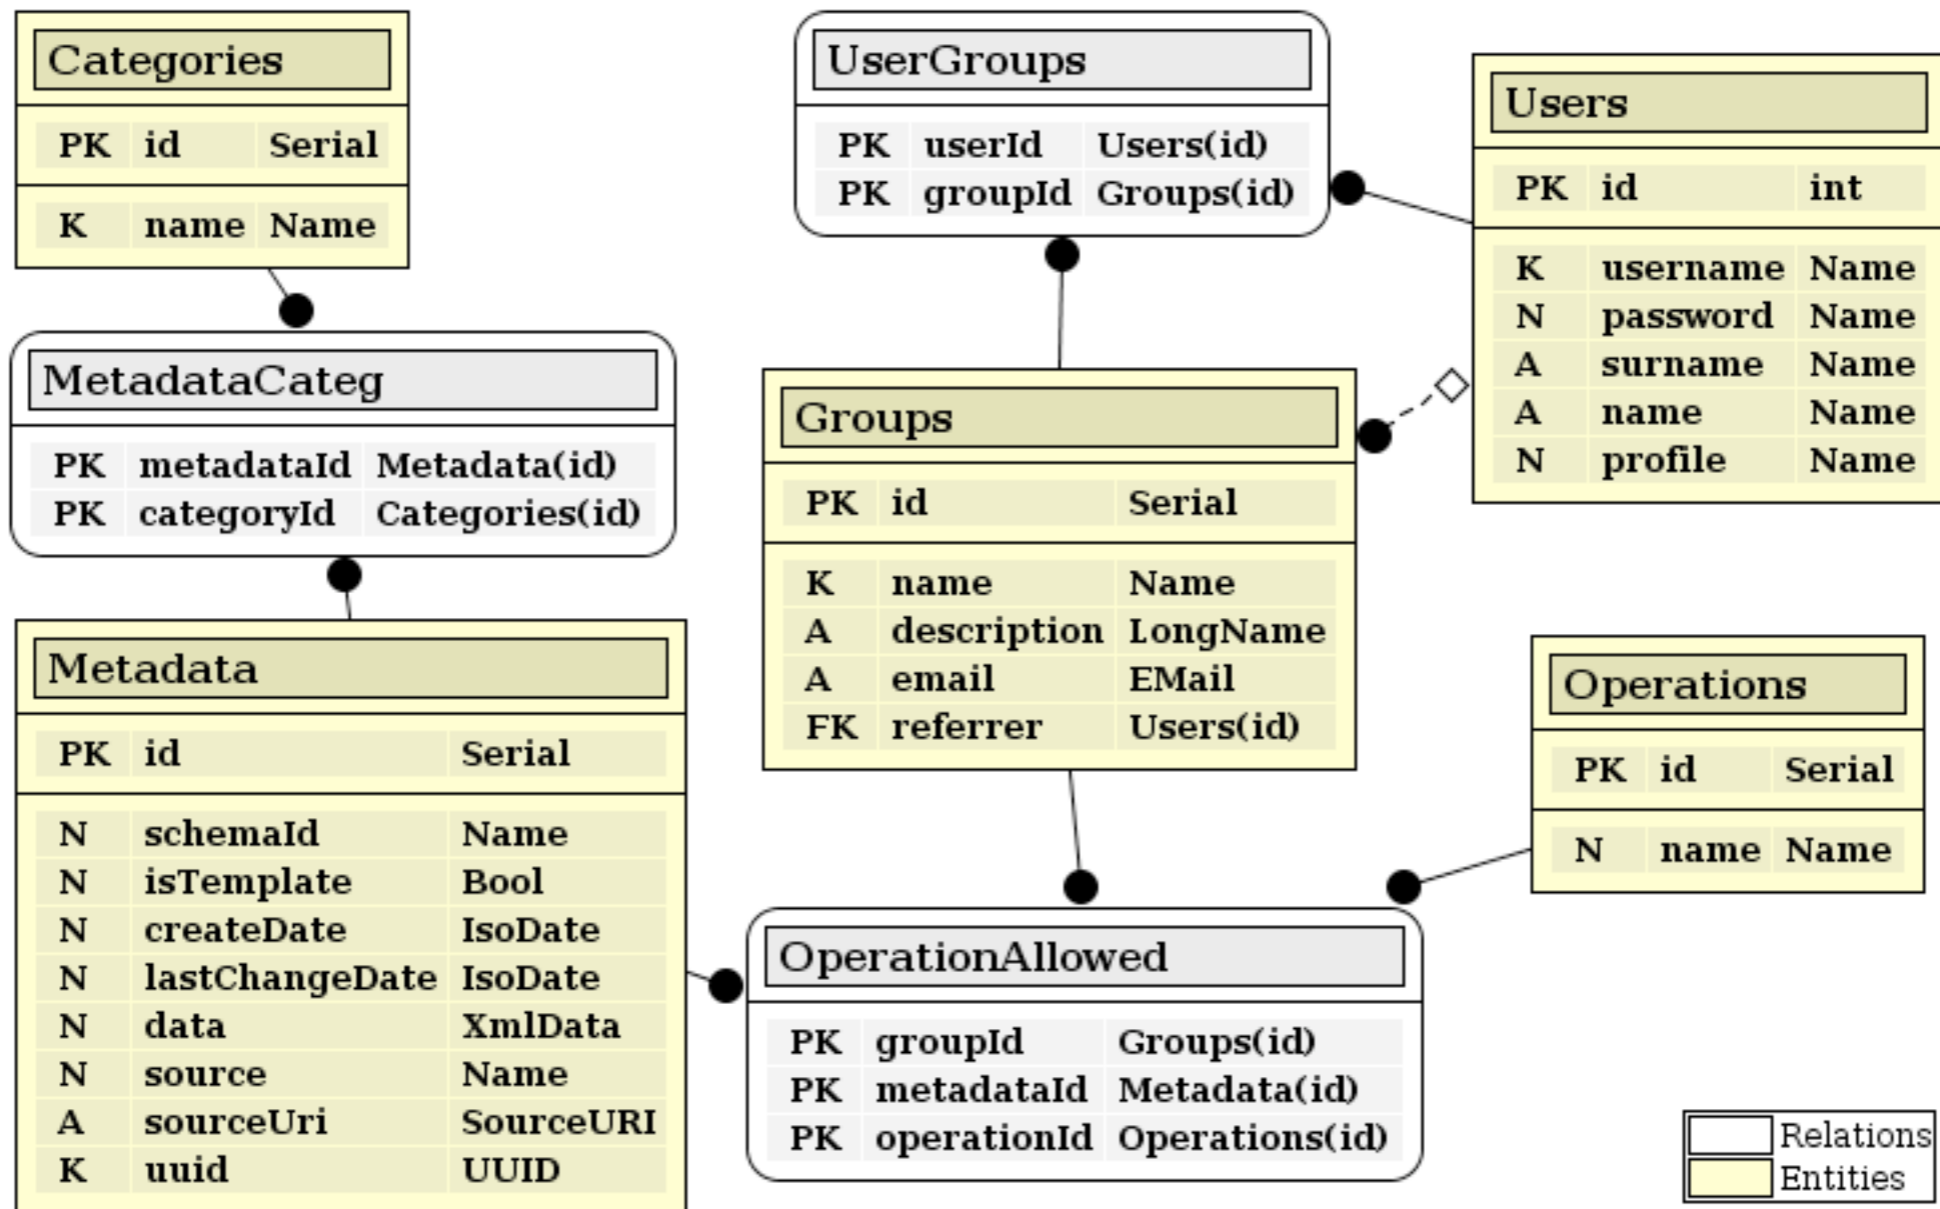 Categories
PK id Serial
K name Name
UserGroups
PK userId Users(id)
PK groupId Groups(id)
Users
PK id int
K username Name
N password Name
A surname Name
A name Name
N profile Name
MetadataCateg
PK metadataId Metadata(id)
PK categoryId Categories(id)
Groups
PK id Serial
K name Name
A description LongName
A email EMail
FK referrer Users(id)
Metadata
PK id Serial
N schemaId Name
N isTemplate Bool
N createDate IsoDate
N lastChangeDate IsoDate
N data XmlData
N source Name
A sourceUri SourceURI
K uuid UUID
Operations
PK id Serial
N name Name
OperationAllowed
PK groupId Groups(id)
PK metadataId Metadata(id)
PK operationId Operations(id)
Relations
Entities